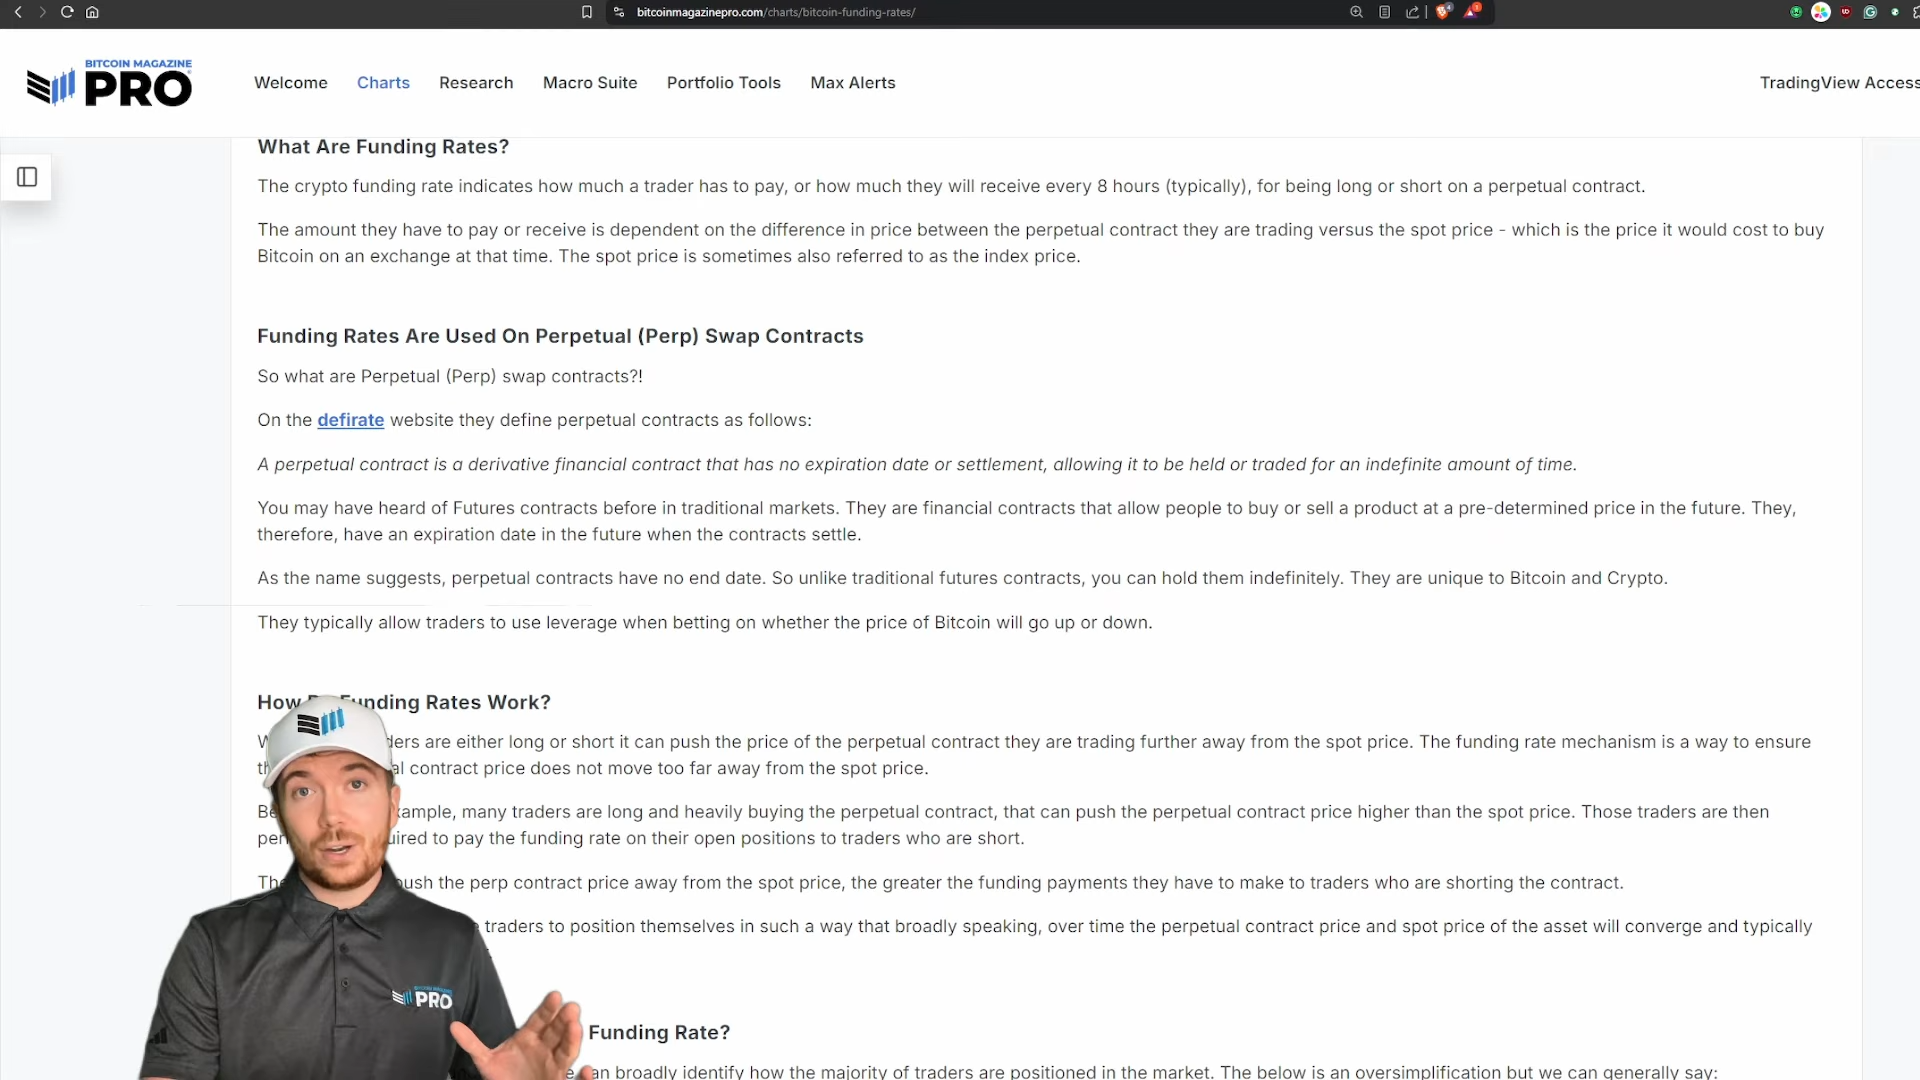 bitcoinmagazinepro.com/charts/bitcoin-funding-rates/
BITCOIN MAGAZINE
PRO
Welcome Charts Research Macro Suite Portfolio Tools Max Alerts TradingView Access
What Are Funding Rates?
The crypto funding rate indicates how much a trader has to pay, or how much they will receive every 8 hours (typically), for being long or short on a perpetual contract.
The amount they have to pay or receive is dependent on the difference in price between the perpetual contract they are trading versus the spot price - which is the price it would cost to buy
Bitcoin on an exchange at that time. The spot price is sometimes also referred to as the index price.
Funding Rates Are Used On Perpetual (Perp) Swap Contracts
So what are Perpetual (Perp) swap contracts?!
On the defirate website they define perpetual contracts as follows:
A perpetual contract is a derivative financial contract that has no expiration date or settlement, allowing it to be held or traded for an indefinite amount of time.
You may have heard of Futures contracts before in traditional markets. They are financial contracts that allow people to buy or sell a product at a pre-determined price in the future. They,
therefore, have an expiration date in the future when the contracts settle.
As the name suggests, perpetual contracts have no end date. So unlike traditional futures contracts, you can hold them indefinitely. They are unique to Bitcoin and Crypto.
They typically allow traders to use leverage when betting on whether the price of Bitcoin will go up or down.
How Funding Rates Work?
are either long or short it can push the price of the perpetual contract they are trading further away from the spot price. The funding rate mechanism is a way to ensure
contract price does not move too far away from the spot price.
many traders are long and heavily buying the perpetual contract, that can push the perpetual contract price higher than the spot price. Those traders are then
to pay the funding rate on their open positions to traders who are short.
push the perp contract price away from the spot price, the greater the funding payments they have to make to traders who are shorting the contract.
traders to position themselves in such a way that broadly speaking, over time the perpetual contract price and spot price of the asset will converge and typically
BITCOIN MAGAZINE
PRO
Funding Rate?
an broadly identify how the majority of traders are positioned in the market. The below is an oversimplification but we can generally say: